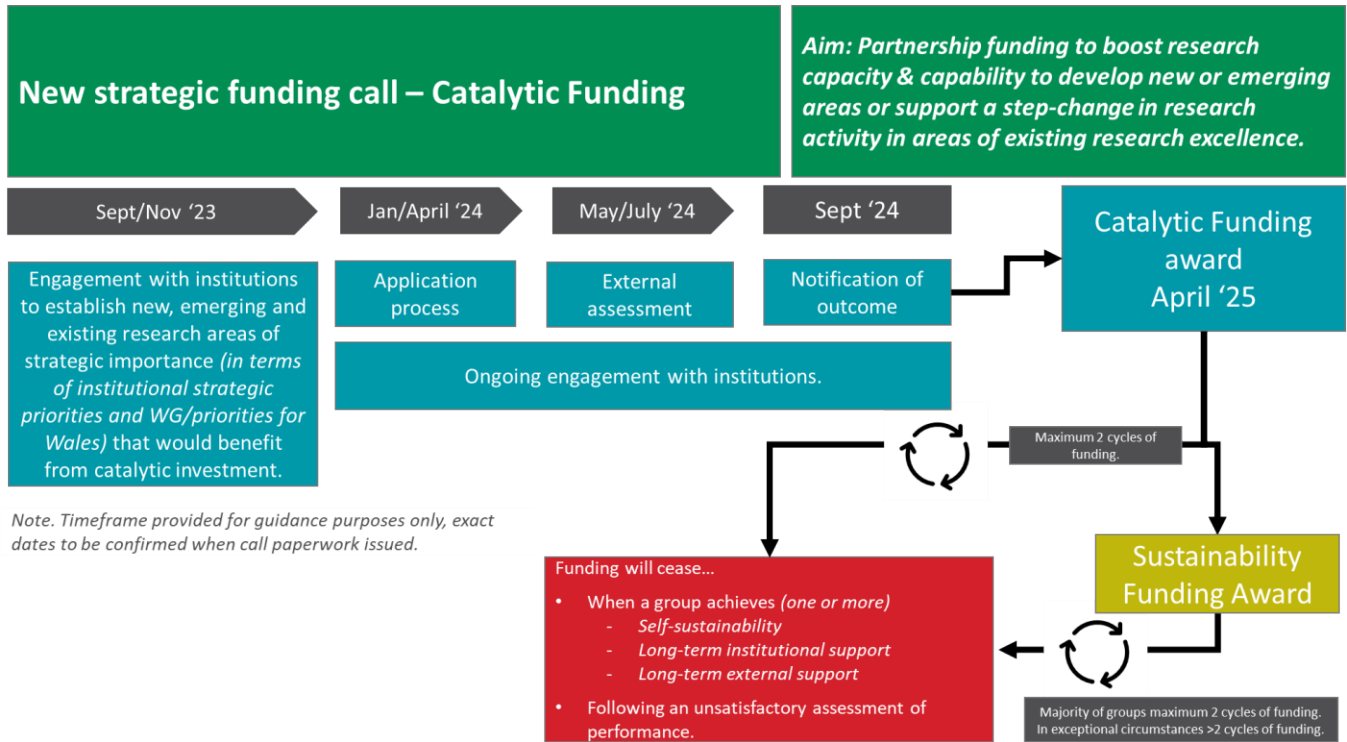 New strategic funding call – Catalytic Funding
Aim: Partnership funding to boost research
capacity & capability to develop new or emerging
areas or support a step-change in research
activity in areas of existing research excellence.
Sept/Nov ‘23
Jan/April ‘24
May/July ‘24
Sept ‘24
Engagement with institutions
to establish new, emerging and
existing research areas of
strategic importance (in terms
of institutional strategic
priorities and WG/priorities for
Wales) that would benefit
from catalytic investment.
Application
process
External
assessment
Notification of
outcome
Ongoing engagement with institutions.
Catalytic Funding
award
April ‘25
Maximum 2 cycles of
funding.
Note. Timeframe provided for guidance purposes only, exact
dates to be confirmed when call paperwork issued.
Sustainability
Funding Award
Funding will cease...
• When a group achieves (one or more)
- Self-sustainability
- Long-term institutional support
- Long-term external support
• Following an unsatisfactory assessment of
performance.
Majority of groups maximum 2 cycles of funding.
In exceptional circumstances >2 cycles of funding.